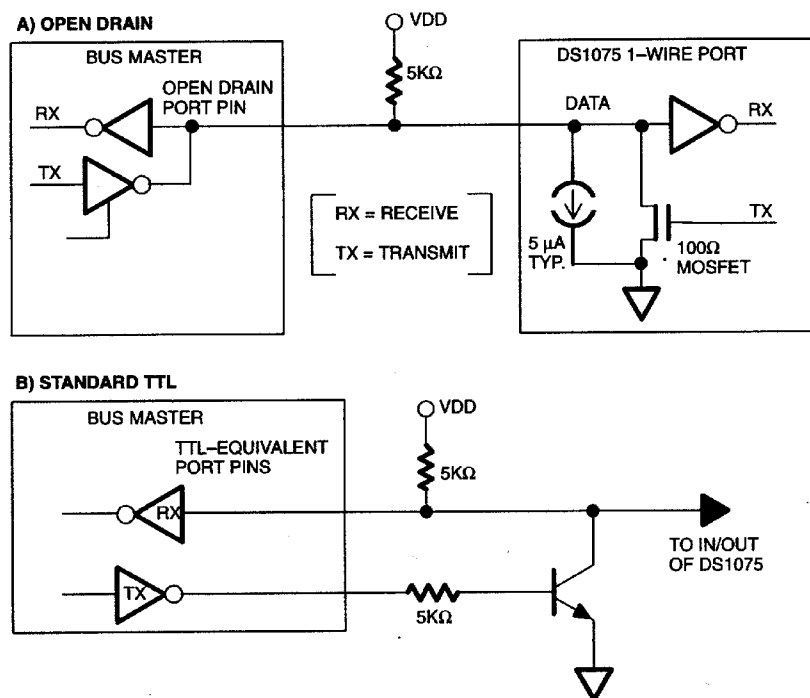 A) OPEN DRAIN
BUS MASTER
OPEN DRAIN
PORT PIN
RX
TX
VDD
5KΩ
RX = RECEIVE
TX = TRANSMIT
DS1075 1–WIRE PORT
DATA
RX
TX
5 μA
TYP.
100Ω
MOSFET
B) STANDARD TTL
BUS MASTER
TTL–EQUIVALENT
PORT PINS
RX
TX
VDD
5KΩ
5KΩ
TO IN/OUT
OF DS1075